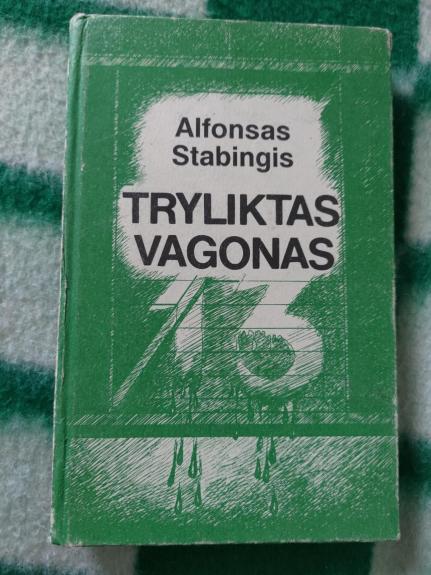 Alfonsas
Stabingis
TRYLIKTAS
VAGONAS
13